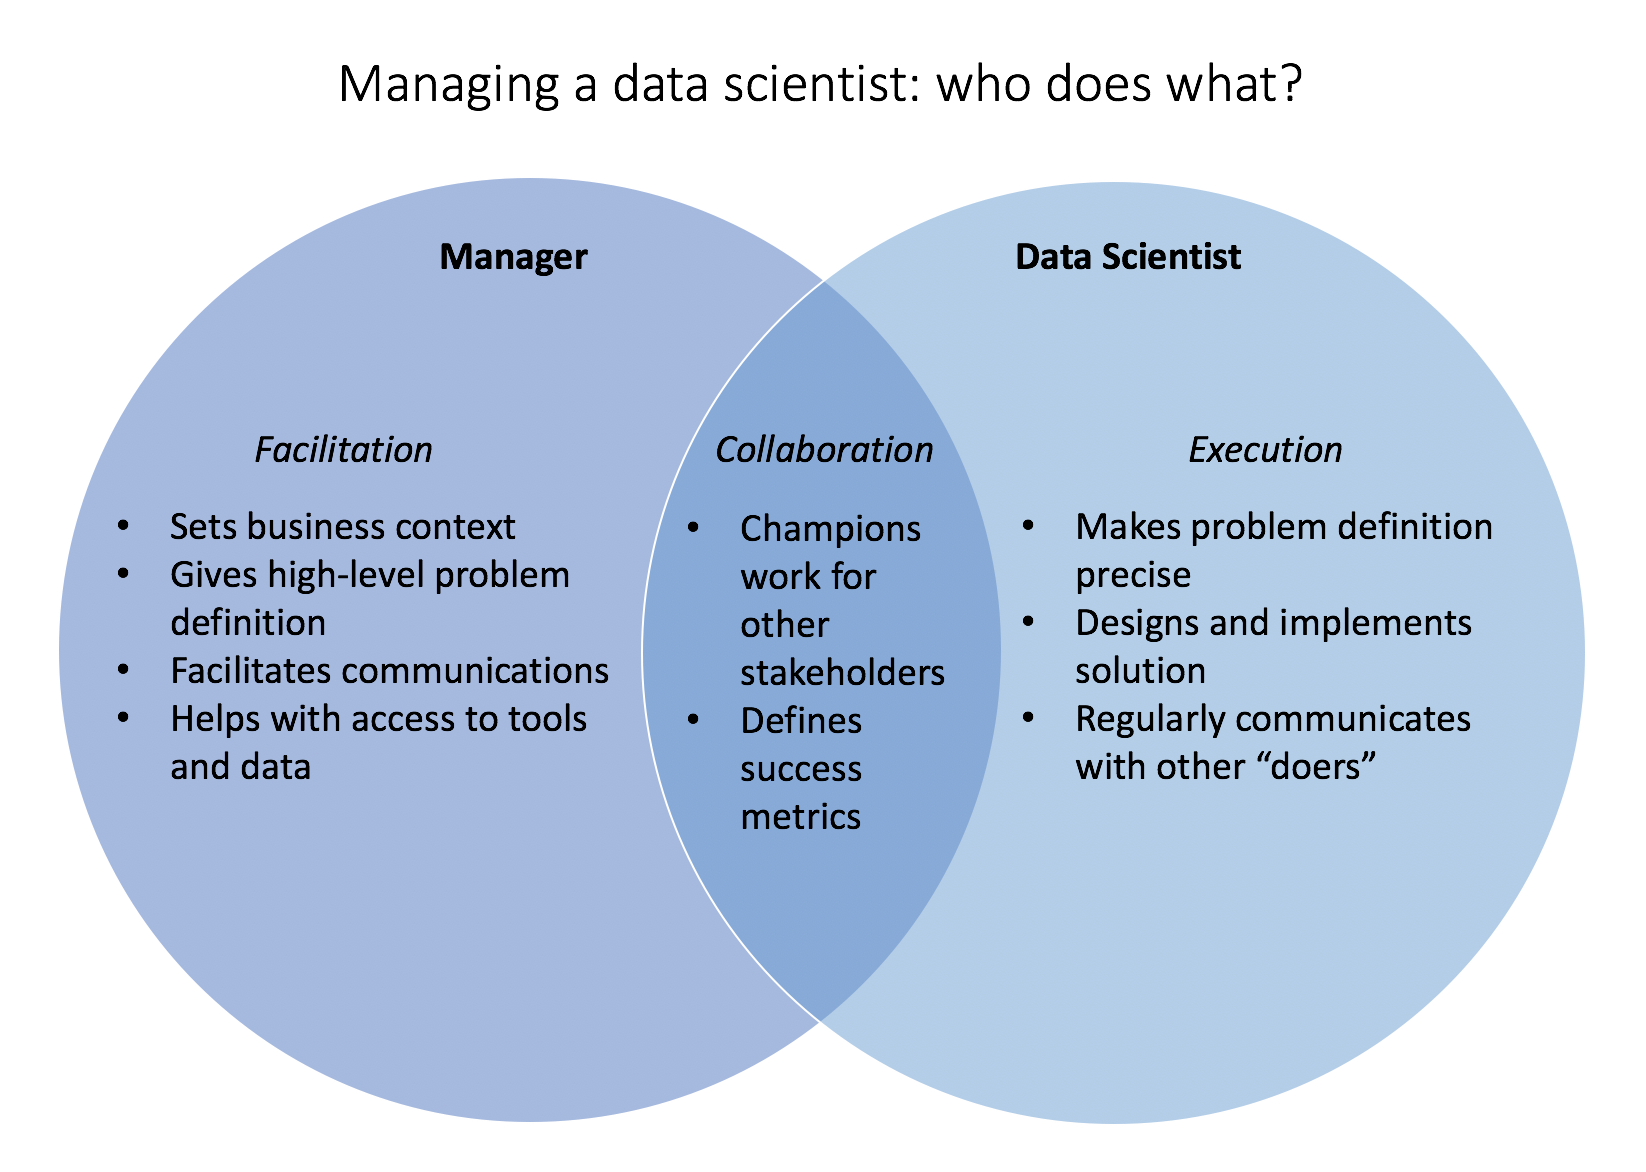 Managing a data scientist: who does what?
Manager
Facilitation
• Sets business context
• Gives high-level problem
definition
• Facilitates communications
• Helps with access to tools
and data
Collaboration
• Champions
work for
other
stakeholders
• Defines
success
metrics
Data Scientist
Execution
• Makes problem definition
precise
• Designs and implements
solution
• Regularly communicates
with other “doers”